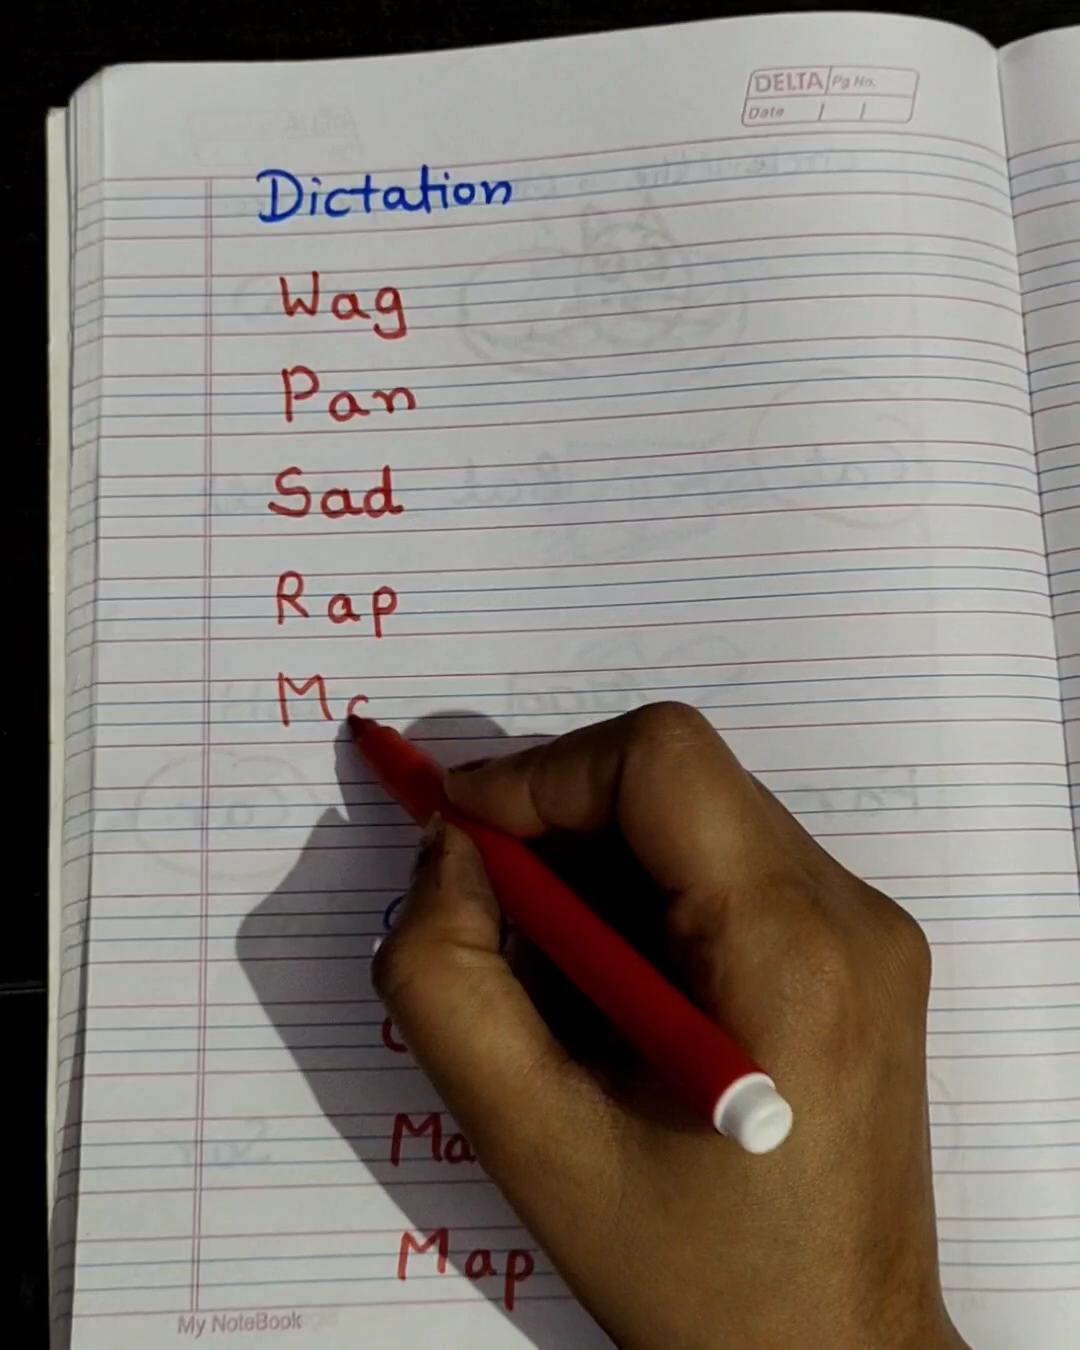 DELTA Pg No.
Date / /
Dictation
Wag
Pan
Sad
Rap
M
Map
My NoteBook